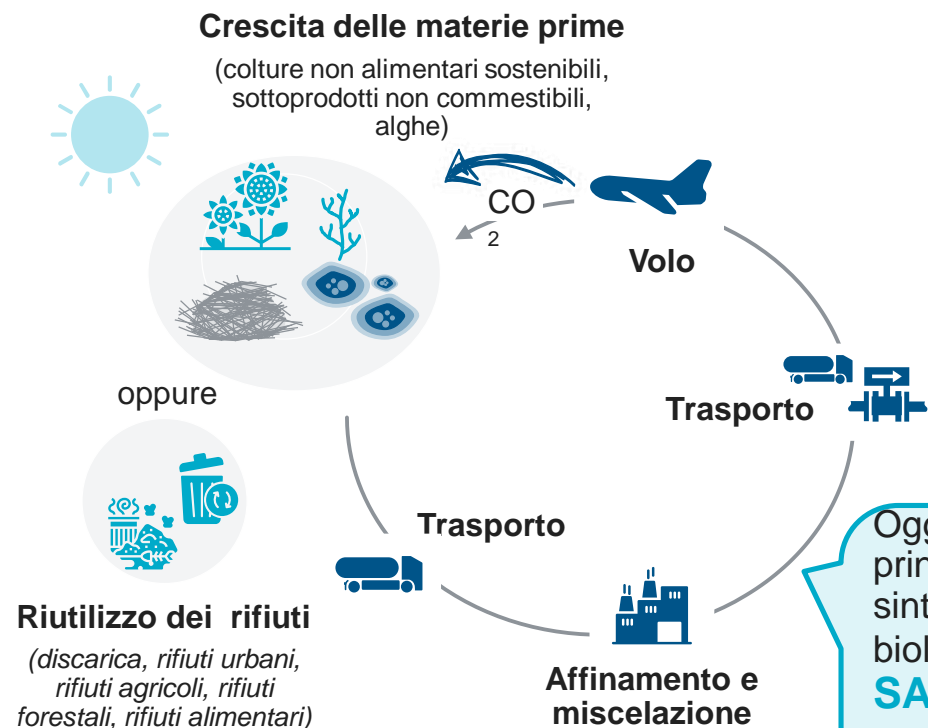 Crescita delle materie prime
(colture non alimentari sostenibili,
sottoprodotti non commestibili,
alghe)
CO
2
Volo
oppure
Trasporto
Trasporto
Riutilizzo dei rifiuti
(discarica, rifiuti urbani,
rifiuti agricoli, rifiuti
forestali, rifiuti alimentari)
Affinamento e
miscelazione